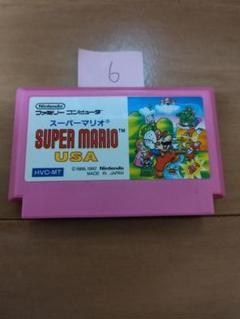 6
Nintendo
ファミリー コンピュータ
スーパーマリオ®
SUPER MARIO™
USA
© 1988, 1992 Nintendo
MADE IN JAPAN
HVC-MT